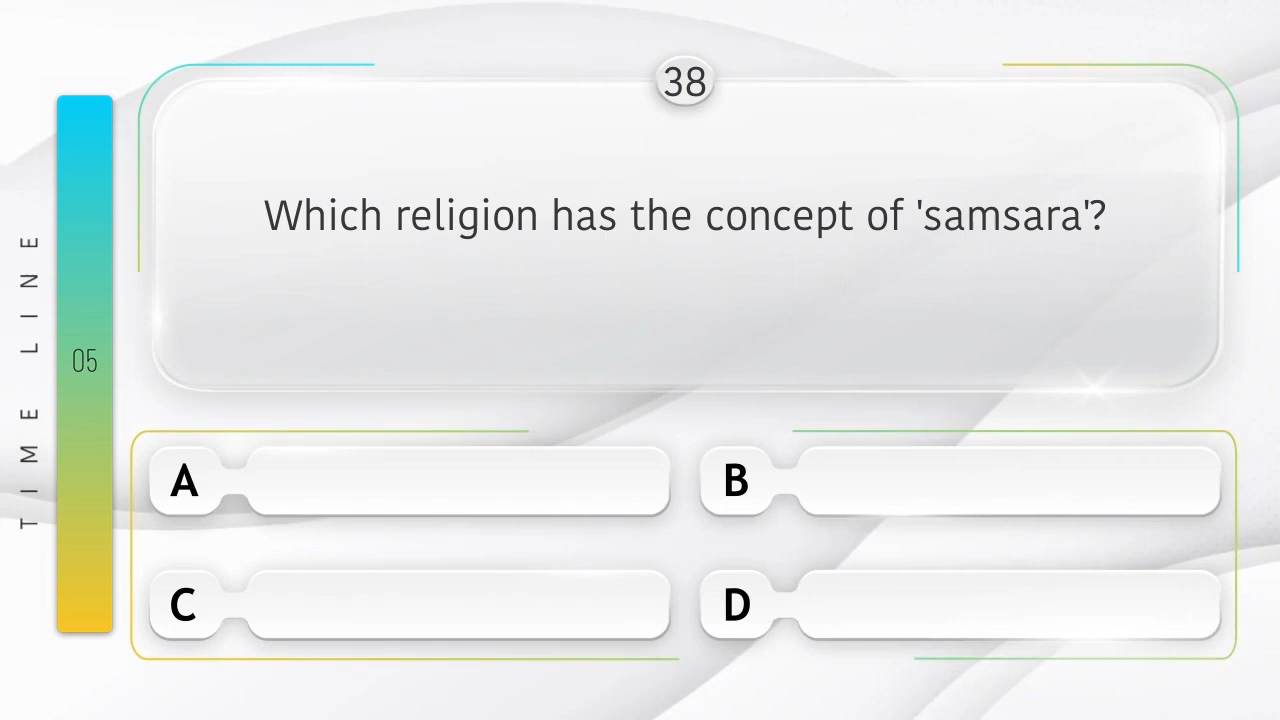 38
Which religion has the concept of 'samsara'?
TIME LINE
05
A
B
C
D